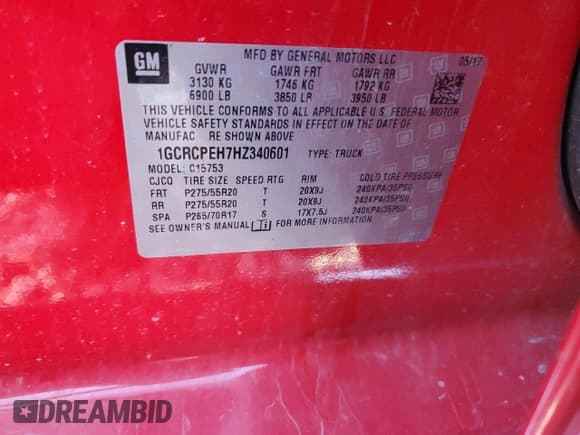 GM
MFD BY GENERAL MOTORS LLC 05/17
GVWR GAWR FRT GAWR RR
3130 KG 1746 KG 1792 KG
6900 LB 3850 LB 3950 LB
THIS VEHICLE CONFORMS TO ALL APPLICABLE U.S. FEDERAL MOTOR
VEHICLE SAFETY STANDARDS IN EFFECT ON THE DATE OF
MANUFAC RE SHOWN ABOVE
1GCRCPEH7HZ340601 TYPE: TRUCK
MODEL: C15753
CJCQ TIRE SIZE SPEED RTG RIM COLD TIRE PRESSURE
FRT P275/55R20 T 20X9J 240KPA(35PSI)
RR P275/55R20 T 20X9J 240KPA(35PSI)
SPA P265/70R17 S 17X7.5J 240KPA(35PSI)
SEE OWNER'S MANUAL FOR MORE INFORMATION
DREAMBID